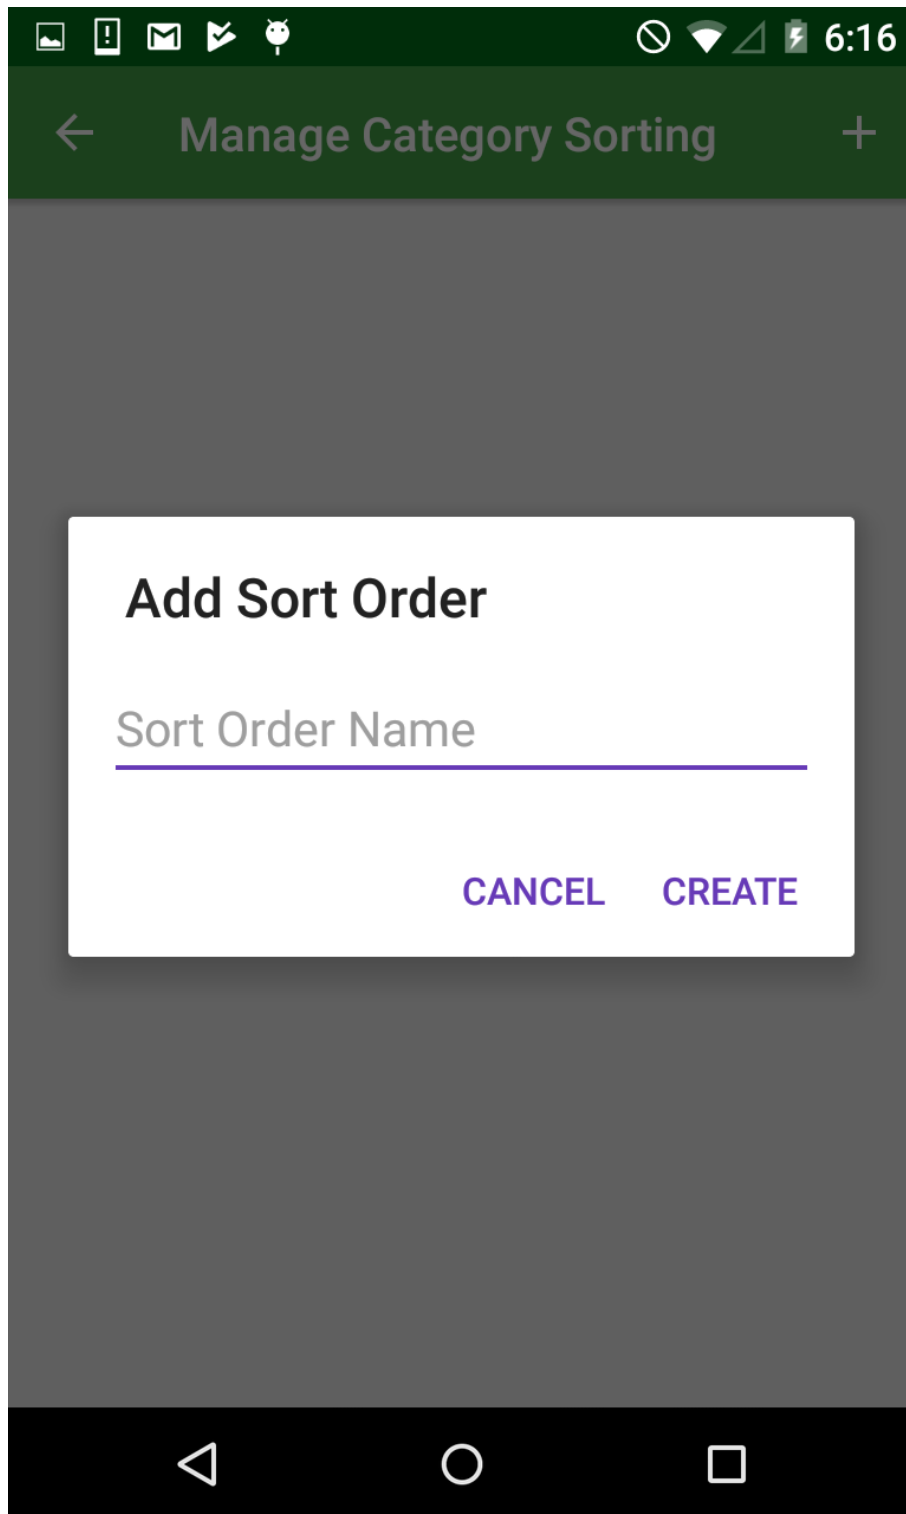 6:16
Manage Category Sorting
Add Sort Order
Sort Order Name
CANCEL CREATE